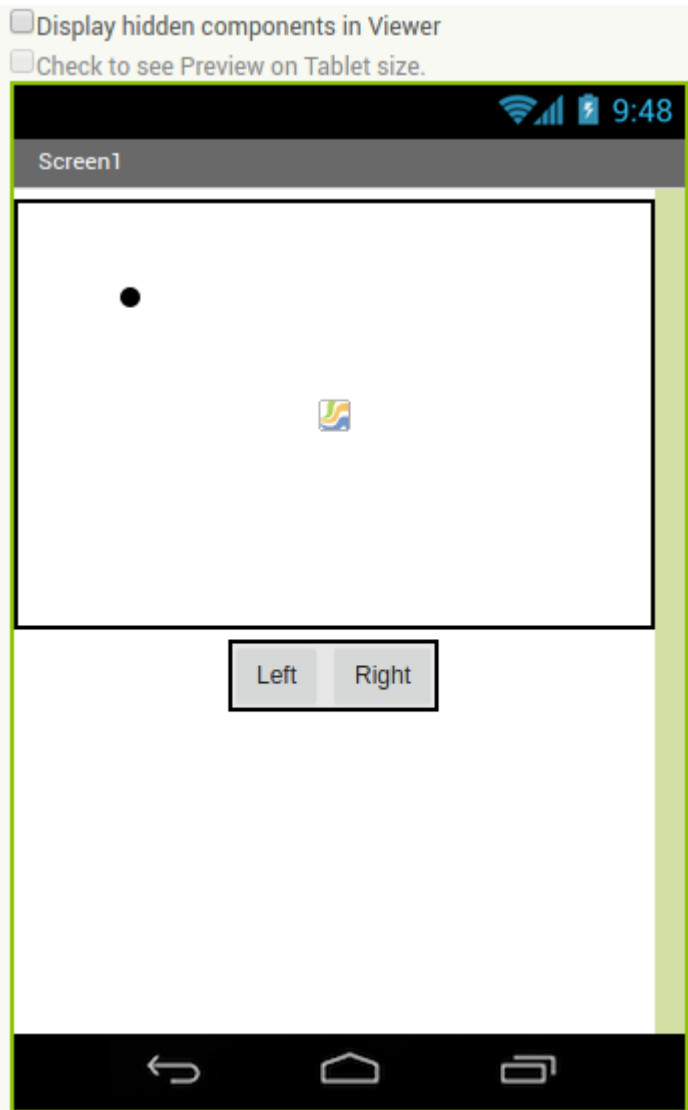 Display hidden components in Viewer
Check to see Preview on Tablet size.
9:48
Screen1
Left Right